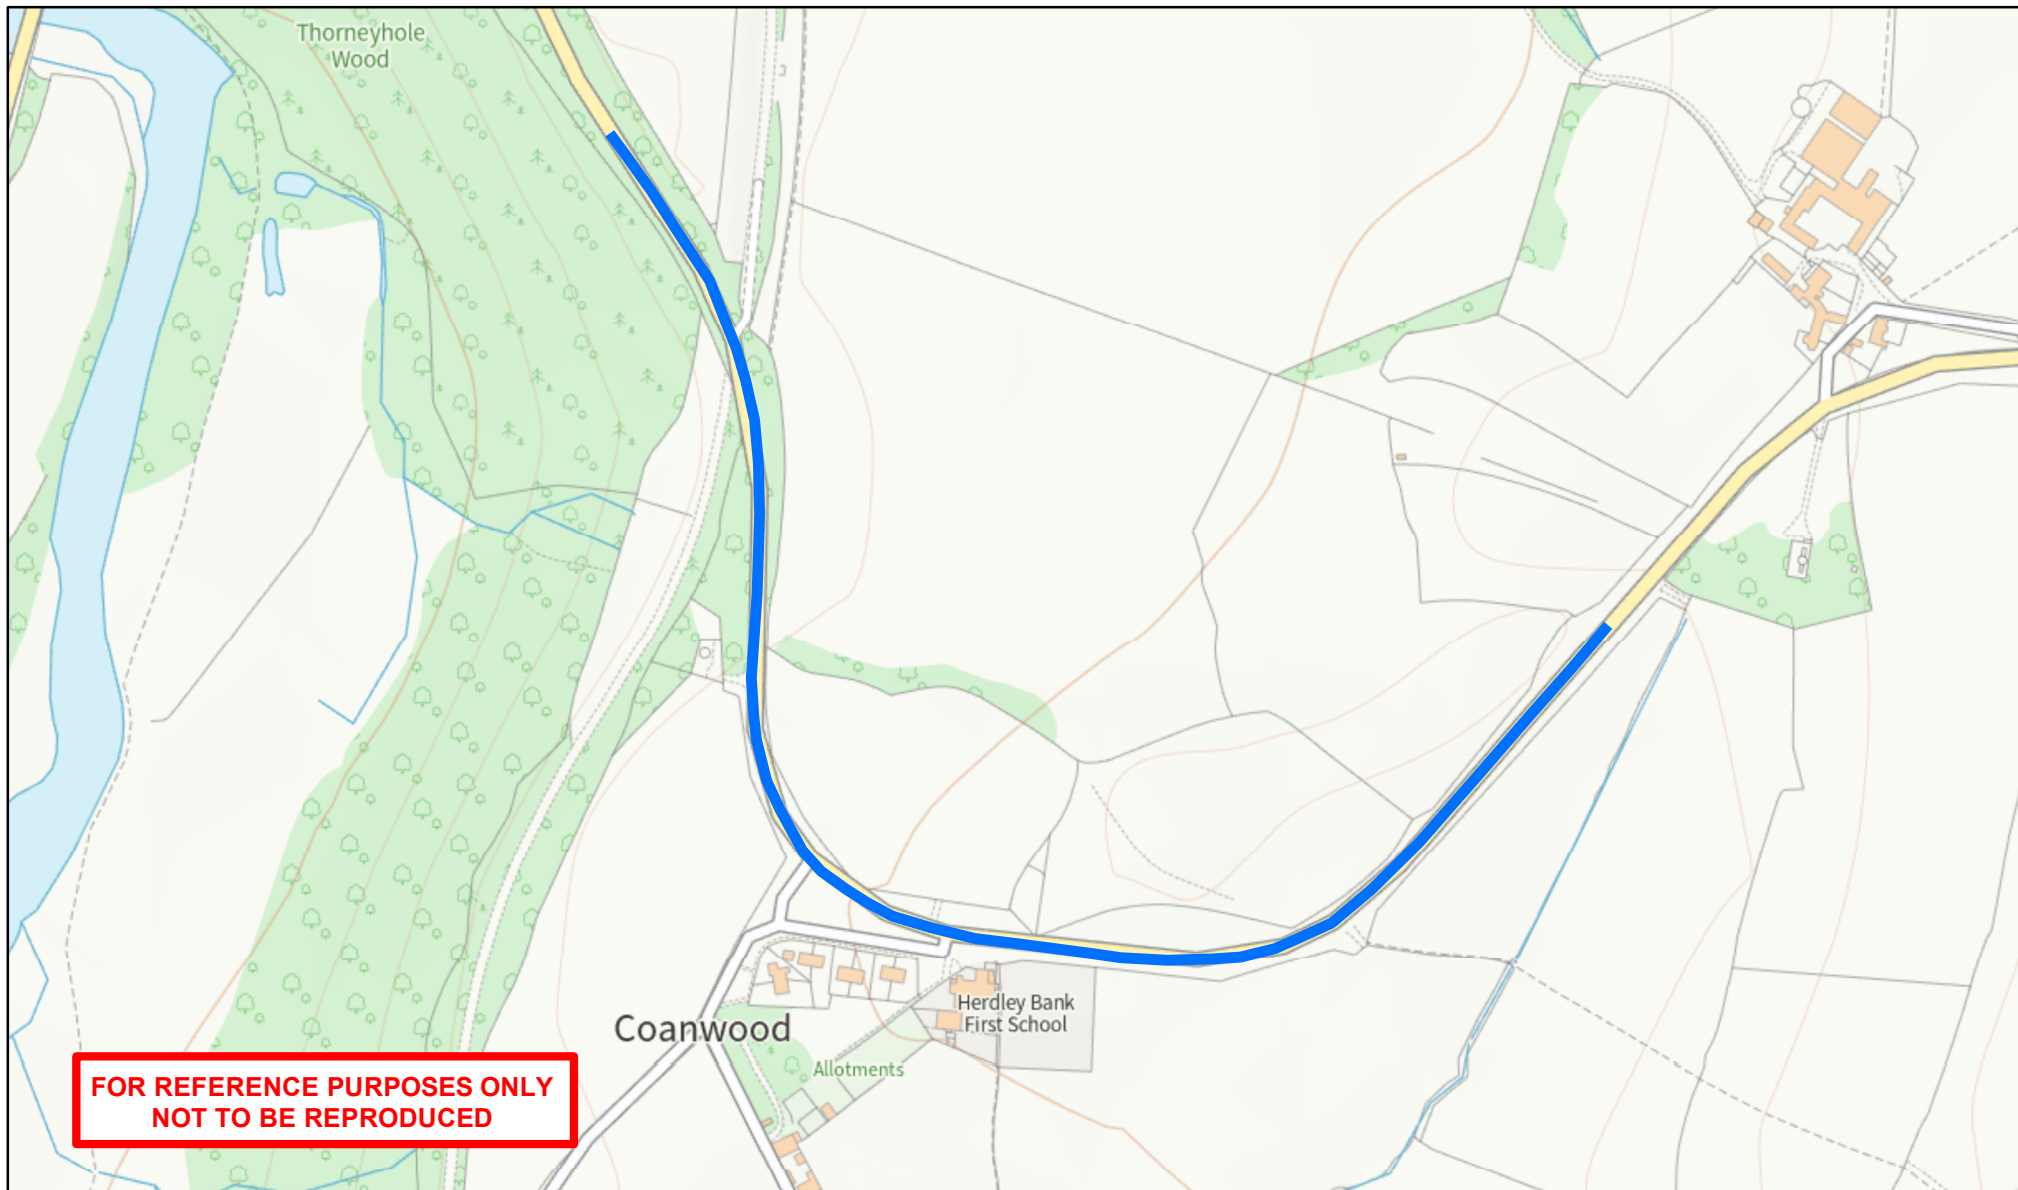 Thorneyhole
Wood
Herdley Bank
First School
Coanwood
Allotments
FOR REFERENCE PURPOSES ONLY
NOT TO BE REPRODUCED